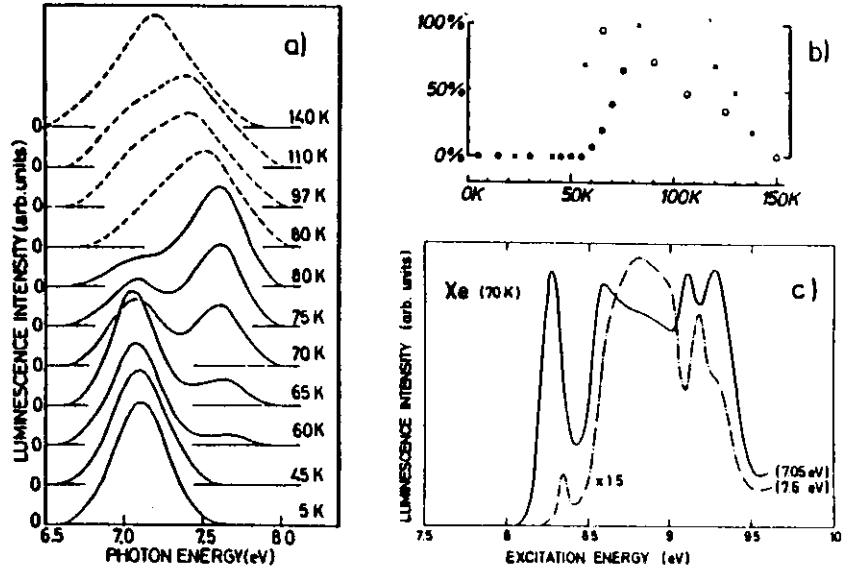 a)
LUMINESCENCE INTENSITY (arb. units)
0 140 K
0 110 K
0 97 K
0 80 K
0 80 K
0 75 K
0 70 K
0 65 K
0 60 K
0 45 K
0 5 K
6.5 7.0 7.5 8.0
PHOTON ENERGY (eV)
b)
100%
50%
0%
0K 50K 100K 150K
c)
Xe (70K)
LUMINESCENCE INTENSITY (arb. units)
x 15
(7.05 eV)
(7.6 eV)
7.5 8 8.5 9 9.5 10
EXCITATION ENERGY (eV)